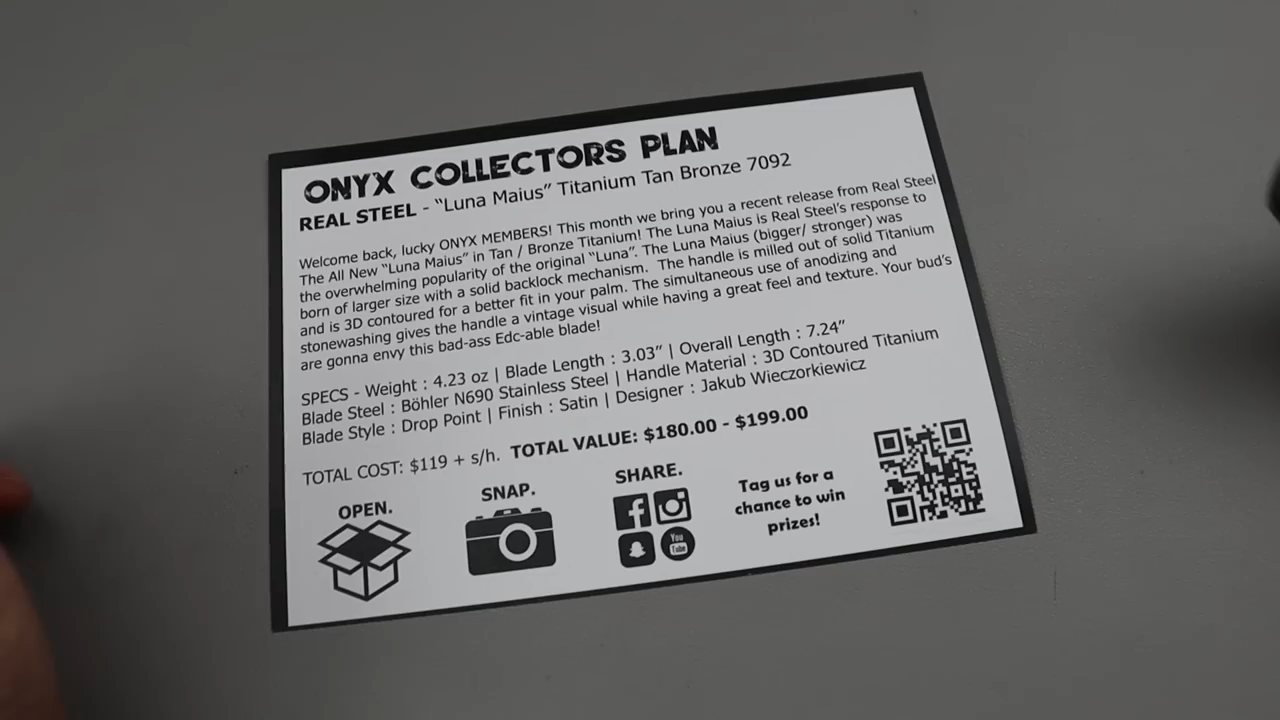 ONYX COLLECTORS PLAN
REAL STEEL - “Luna Maius” Titanium Tan Bronze 7092
Welcome back, lucky ONYX MEMBERS! This month we bring you a recent release from Real Steel
The All New “Luna Maius” in Tan / Bronze Titanium! The Luna Maius is Real Steel’s response to
the overwhelming popularity of the original “Luna”. The Luna Maius (bigger/ stronger) was
born of larger size with a solid backlock mechanism. The handle is milled out of solid Titanium
and is 3D contoured for a better fit in your palm. The simultaneous use of anodizing and
stonewashing gives the handle a vintage visual while having a great feel and texture. Your bud’s
are gonna envy this bad-ass Edc-able blade!
SPECS - Weight : 4.23 oz | Blade Length : 3.03” | Overall Length : 7.24”
Blade Steel : Böhler N690 Stainless Steel | Handle Material : 3D Contoured Titanium
Blade Style : Drop Point | Finish : Satin | Designer : Jakub Wieczorkiewicz
TOTAL COST: $119 + s/h. TOTAL VALUE: $180.00 - $199.00
OPEN.
SNAP.
SHARE.
You
Tube
Tag us for a
chance to win
prizes!